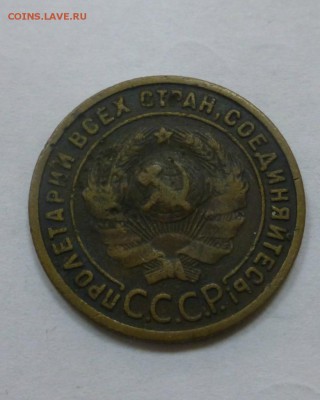 COINS.LAVE.RU
ПРОЛЕТАРИИ ВСЕХ СТРАН, СОЕДИНЯЙТЕСЬ!
С.С.С.Р.